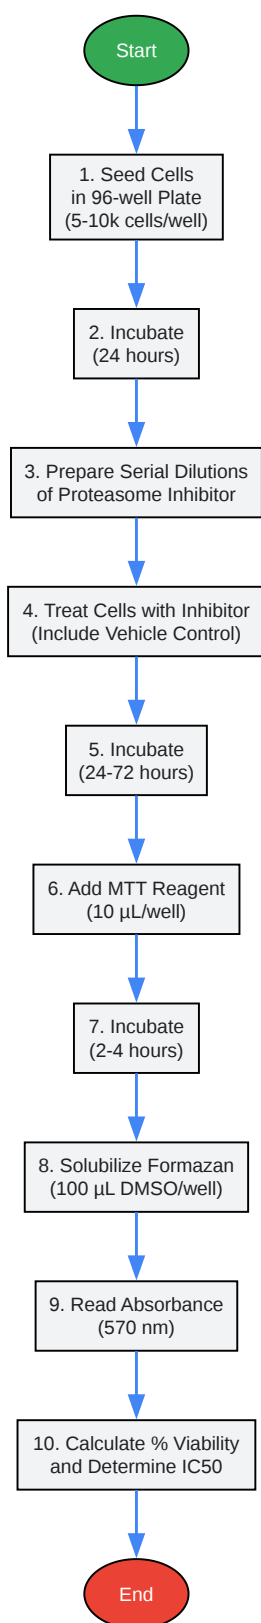 Start
1. Seed Cells
in 96-well Plate
(5-10k cells/well)
2. Incubate
(24 hours)
3. Prepare Serial Dilutions
of Proteasome Inhibitor
4. Treat Cells with Inhibitor
(Include Vehicle Control)
5. Incubate
(24-72 hours)
6. Add MTT Reagent
(10 µL/well)
7. Incubate
(2-4 hours)
8. Solubilize Formazan
(100 µL DMSO/well)
9. Read Absorbance
(570 nm)
10. Calculate % Viability
and Determine IC50
End